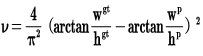 ν = 4/π² (arctan w^gt/h^gt − arctan w^p/h^p)²